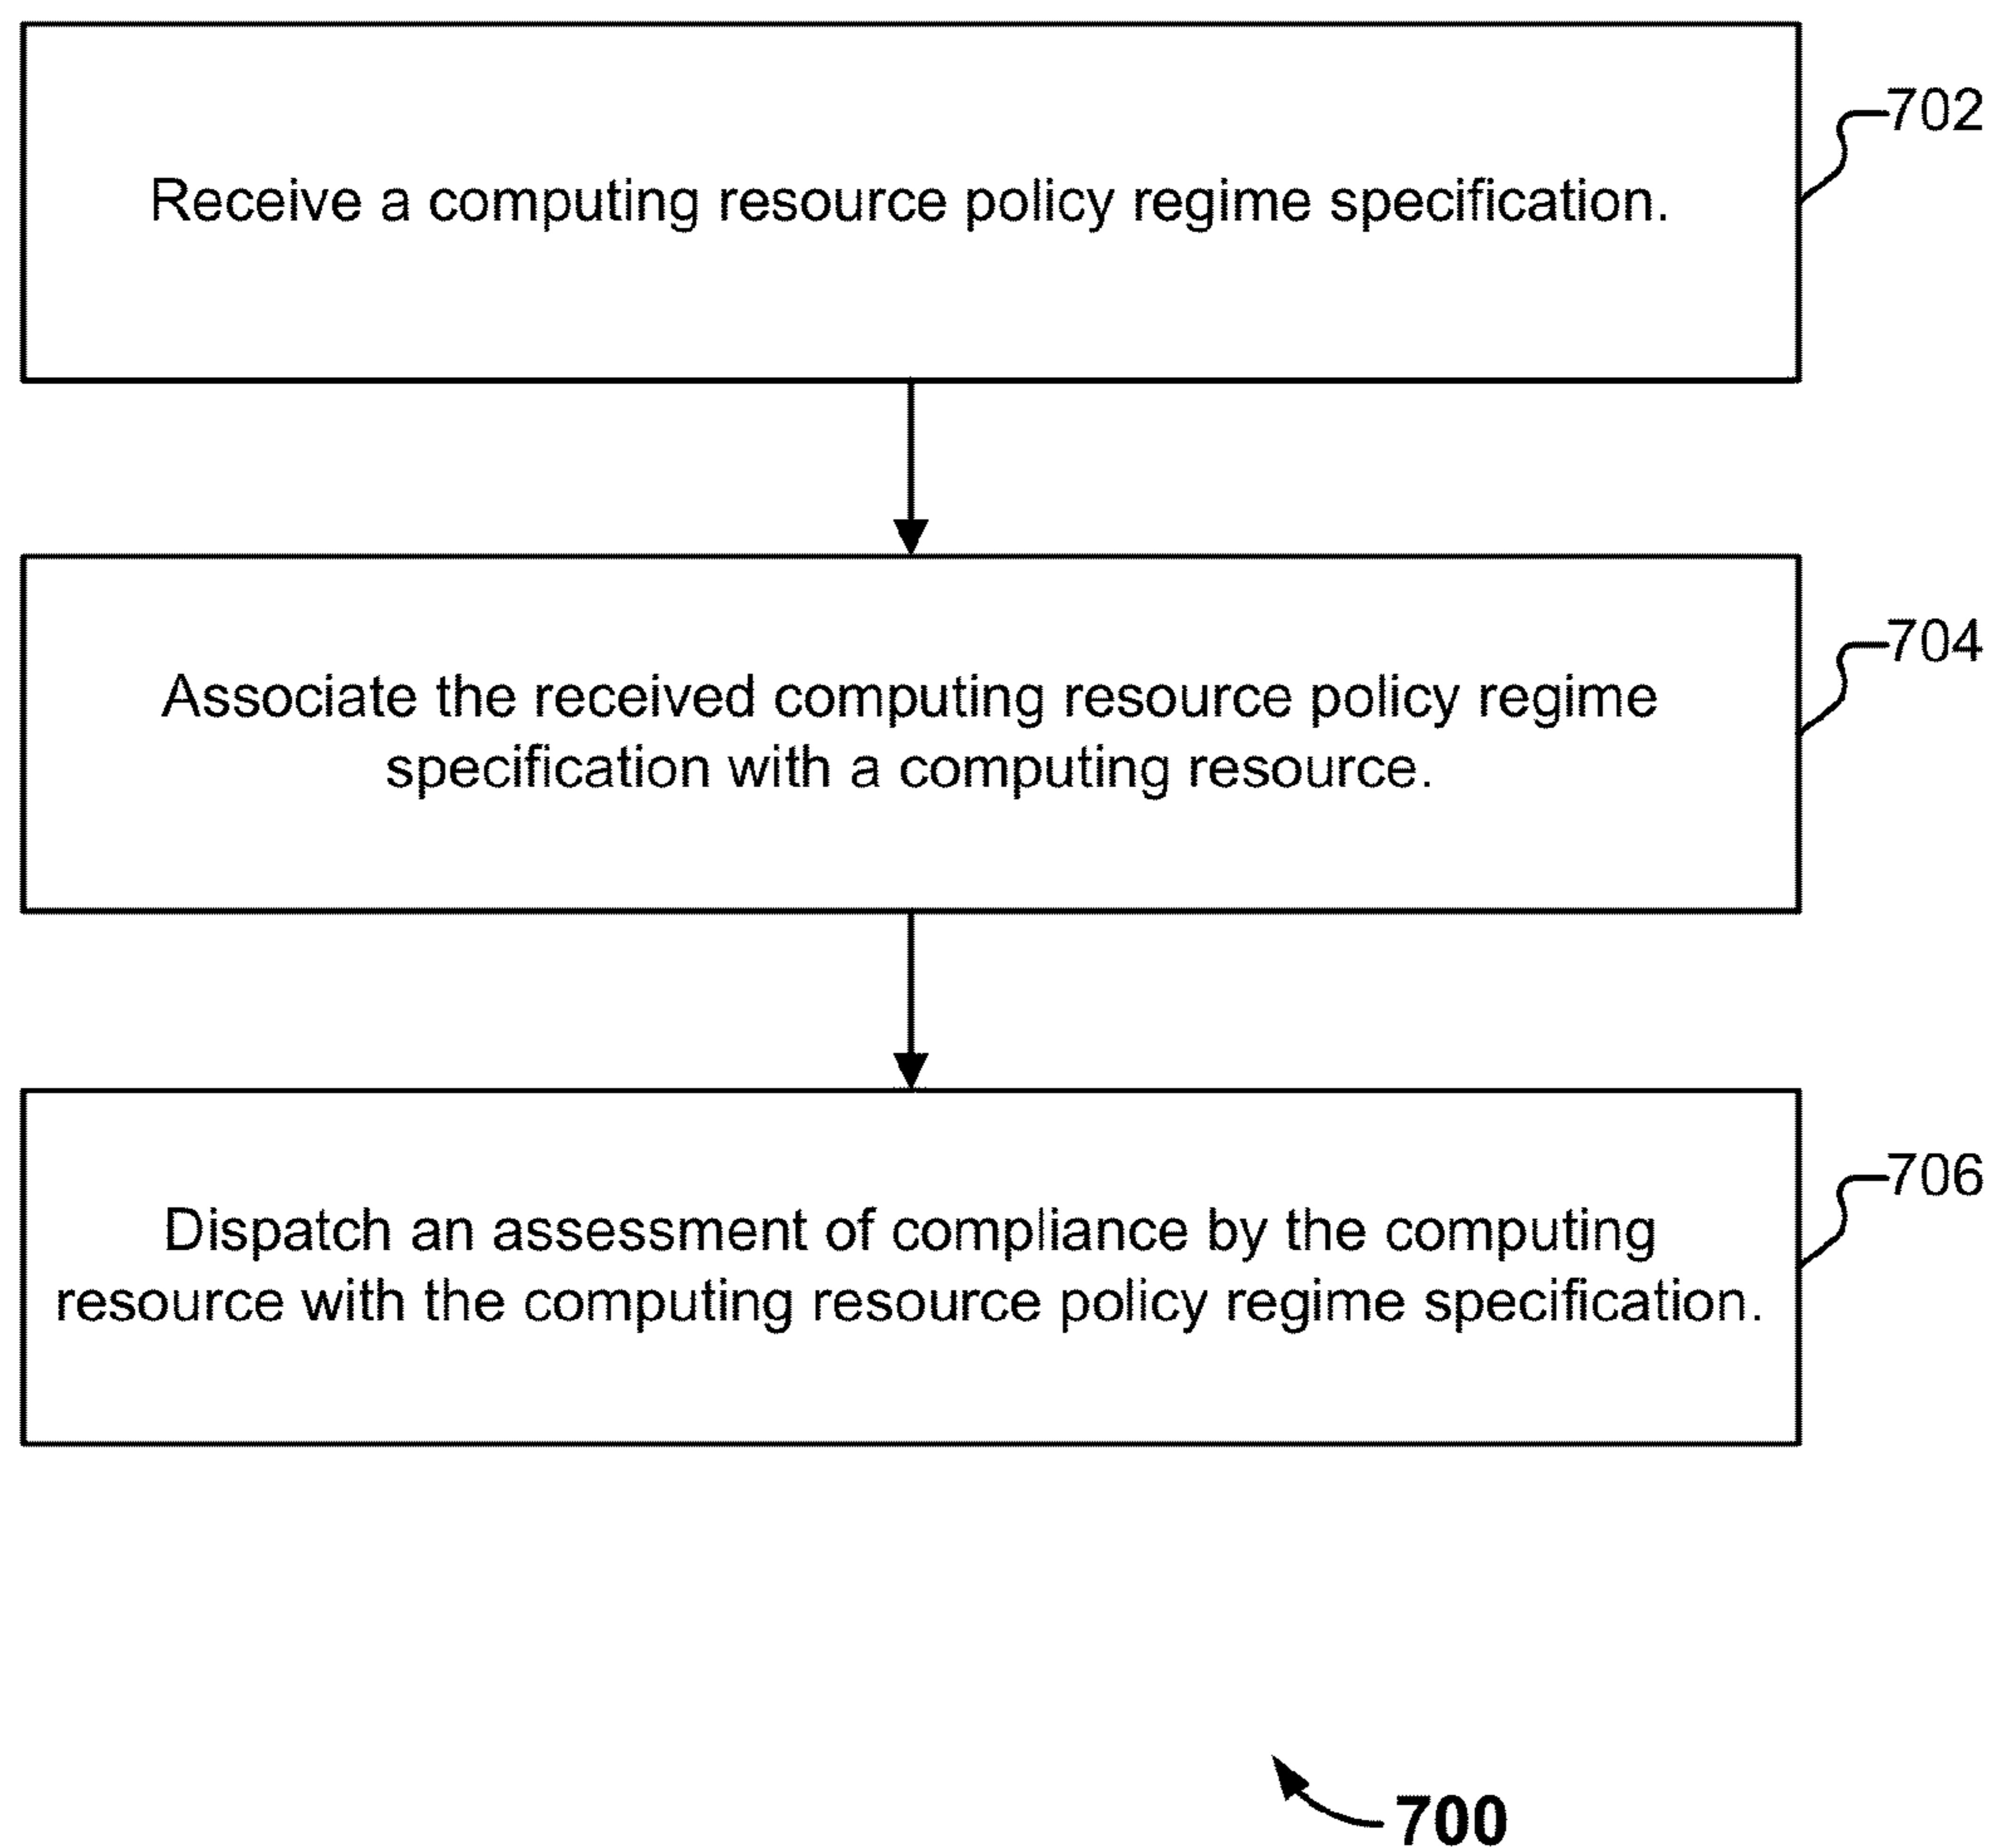 702
Receive a computing resource policy regime specification.
704
Associate the received computing resource policy regime
specification with a computing resource.
706
Dispatch an assessment of compliance by the computing
resource with the computing resource policy regime specification.
700